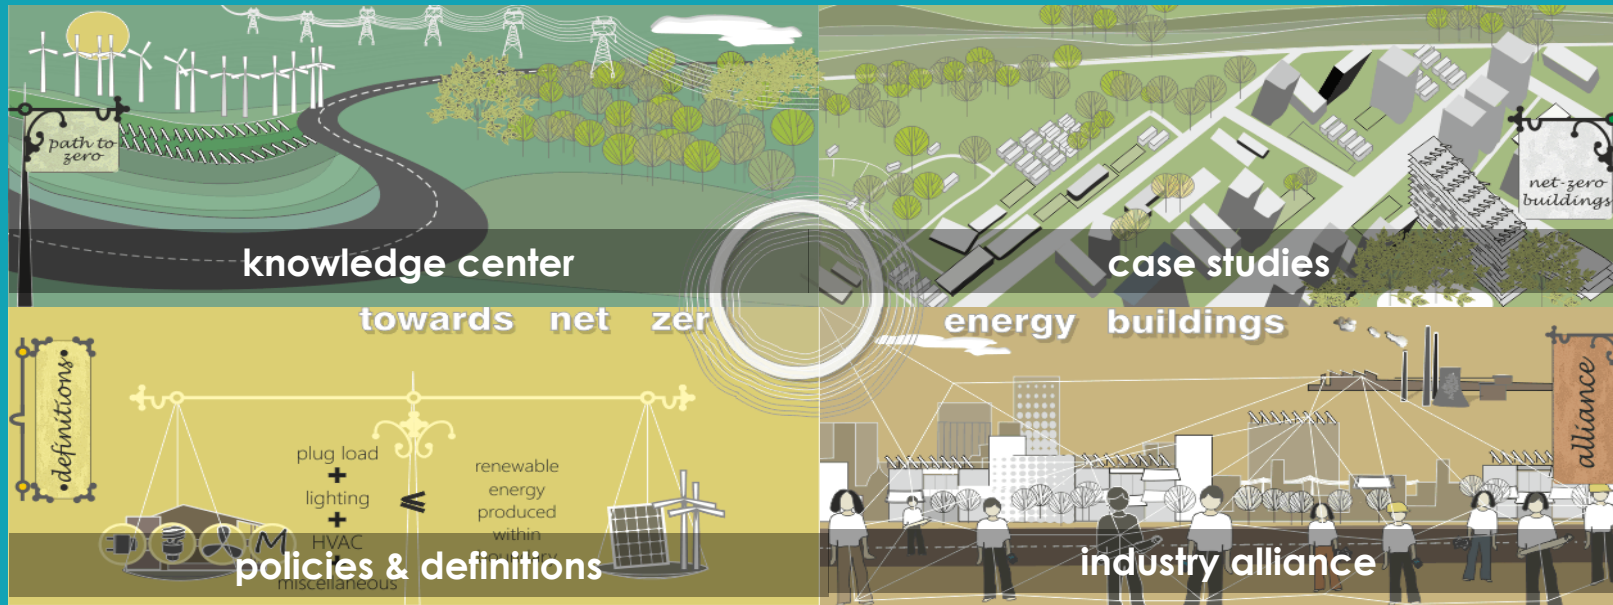 path to
zero
knowledge center
net-zero
buildings
case studies
towards net zer
energy buildings
definitions
plug load
+
lighting
+
HVAC
miscellaneous
≤
renewable
energy
produced
within
M
policies & definitions
alliance
industry alliance